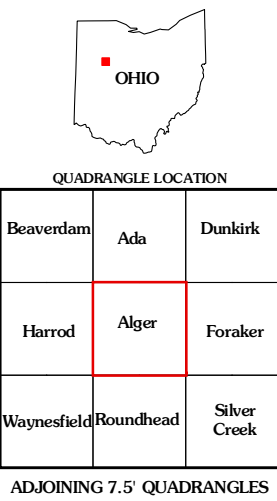 OHIO
QUADRANGLE LOCATION
Beaverdam
Ada
Dunkirk
Harrod
Alger
Foraker
Waynesfield
Roundhead
Silver
Creek
ADJOINING 7.5' QUADRANGLES